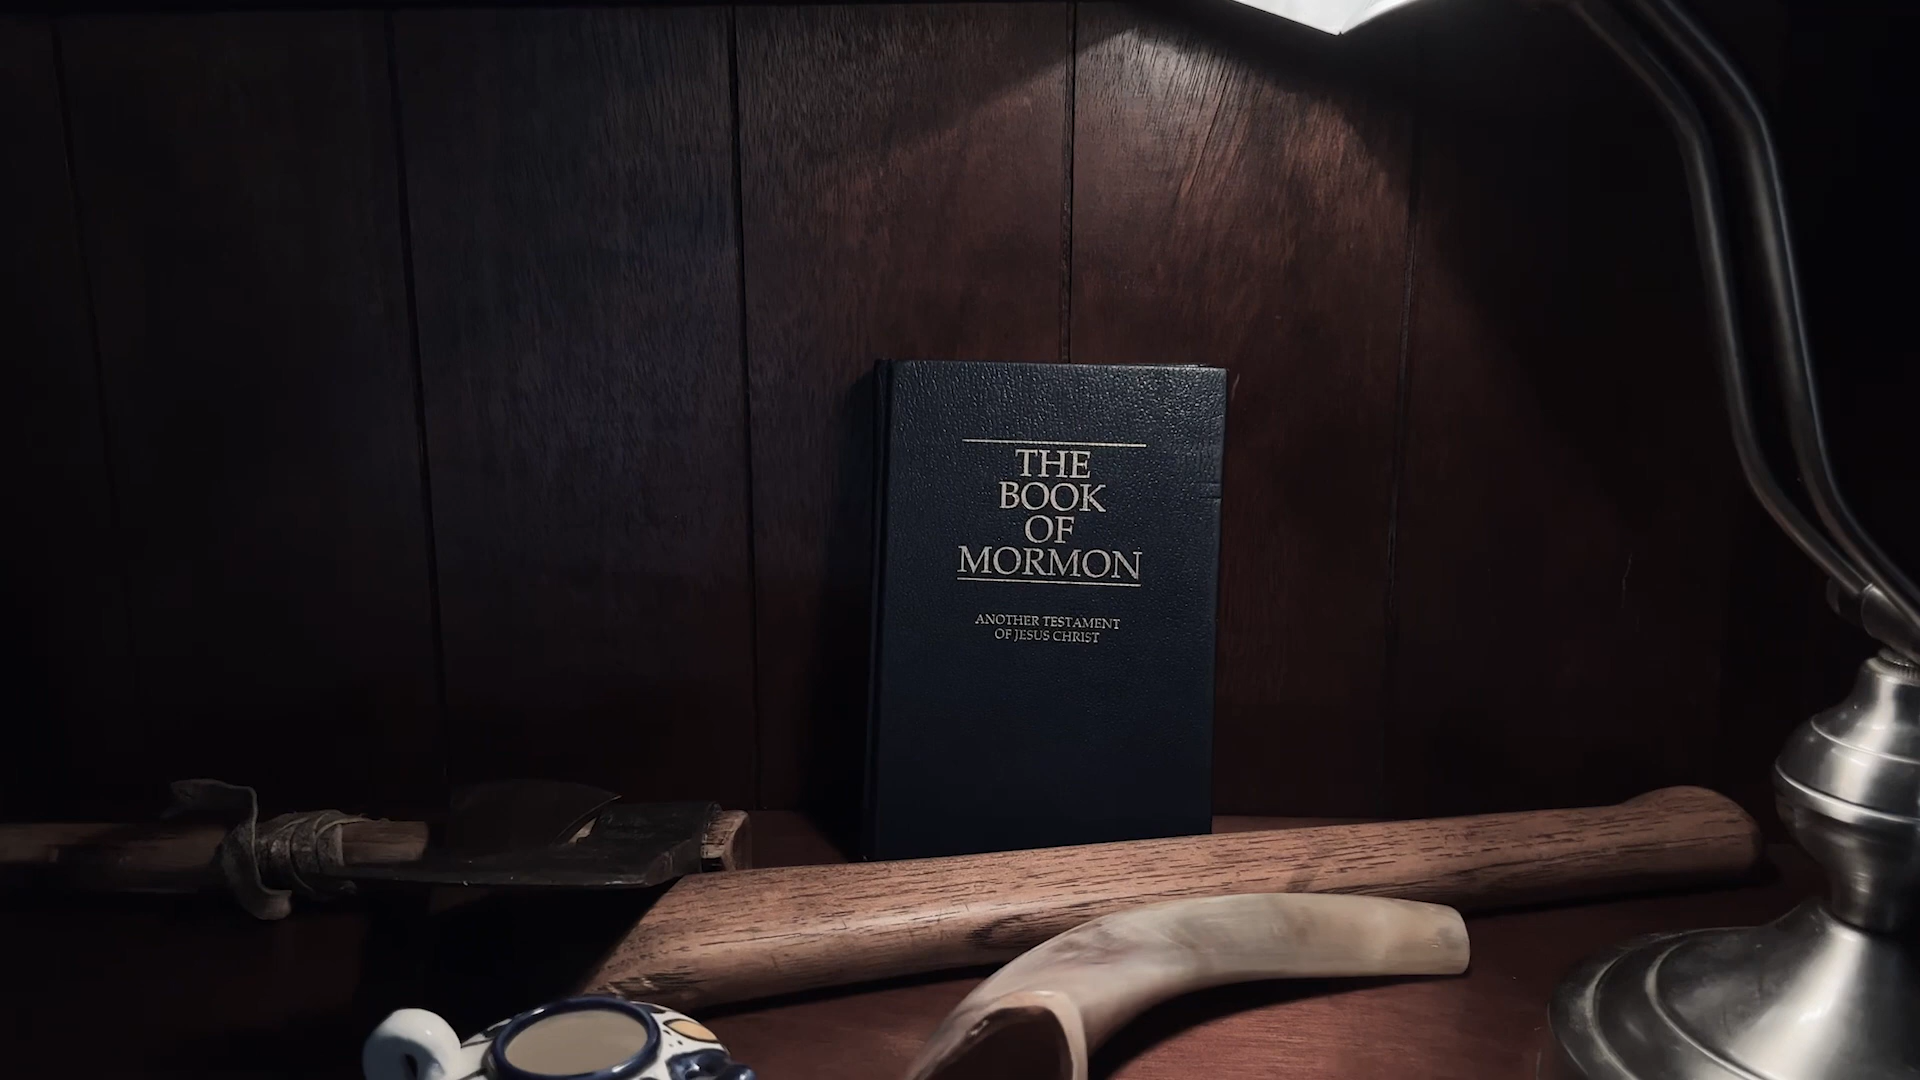 THE
BOOK
OF
MORMON
ANOTHER TESTAMENT
OF JESUS CHRIST